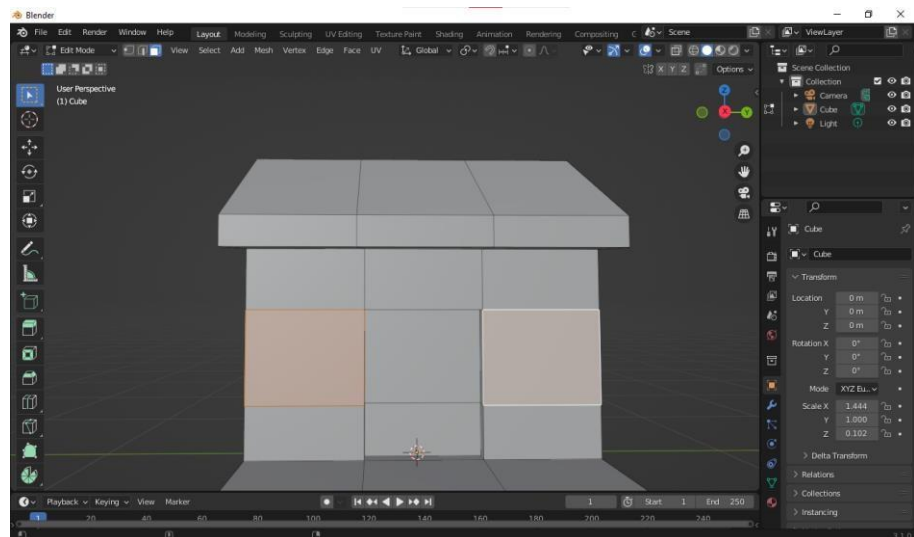 Blender
File Edit Render Window Help Layout Modeling Sculpting UV Editing Texture Paint Shading Animation Rendering Compositing Scene ViewLayer
Edit Mode View Select Add Mesh Vertex Edge Face UV Global
X Y Z Options
User Perspective
(1) Cube
Z
X
Y
Scene Collection
Collection
Camera
Cube
Light
Cube
Cube
Transform
Location 0 m
Y 0 m
Z 0 m
Rotation X 0°
Y 0°
Z 0°
Mode XYZ Eu..
Scale X 1.444
Y 1.000
Z 0.102
Delta Transform
Relations
Collections
Instancing
Playback Keying View Marker 1 Start 1 End 250
1 20 40 60 80 100 120 140 160 180 200 220 240
3.1.0